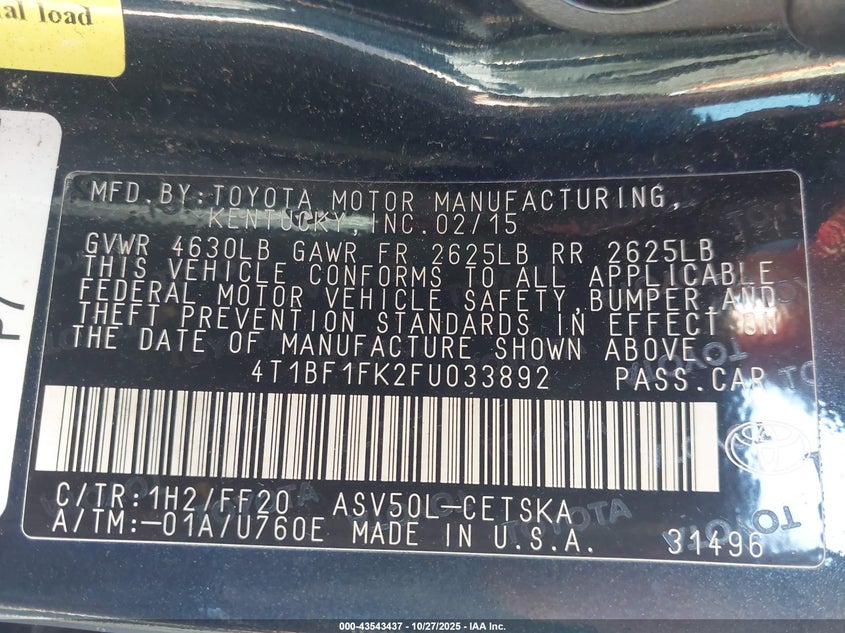 al load
MFD.BY:TOYOTA MOTOR MANUFACTURING,
KENTUCKY,INC.02/15
GVWR 4630LB GAWR FR 2625LB RR 2625LB
THIS VEHICLE CONFORMS TO ALL APPLICABLE
FEDERAL MOTOR VEHICLE SAFETY,BUMPER,AND
THEFT PREVENTION STANDARDS IN EFFECT ON
THE DATE OF MANUFACTURE SHOWN ABOVE.
4T1BF1FK2FU033892 PASS.CAR
C/TR:1H2/FF20 ASV50L-CETSKA
A/TM:-01A/U760E MADE IN U.S.A. 31496
TOYOTA
TOYOTA
TOYOTA
000-43543437 - 10/27/2025 - IAA Inc.